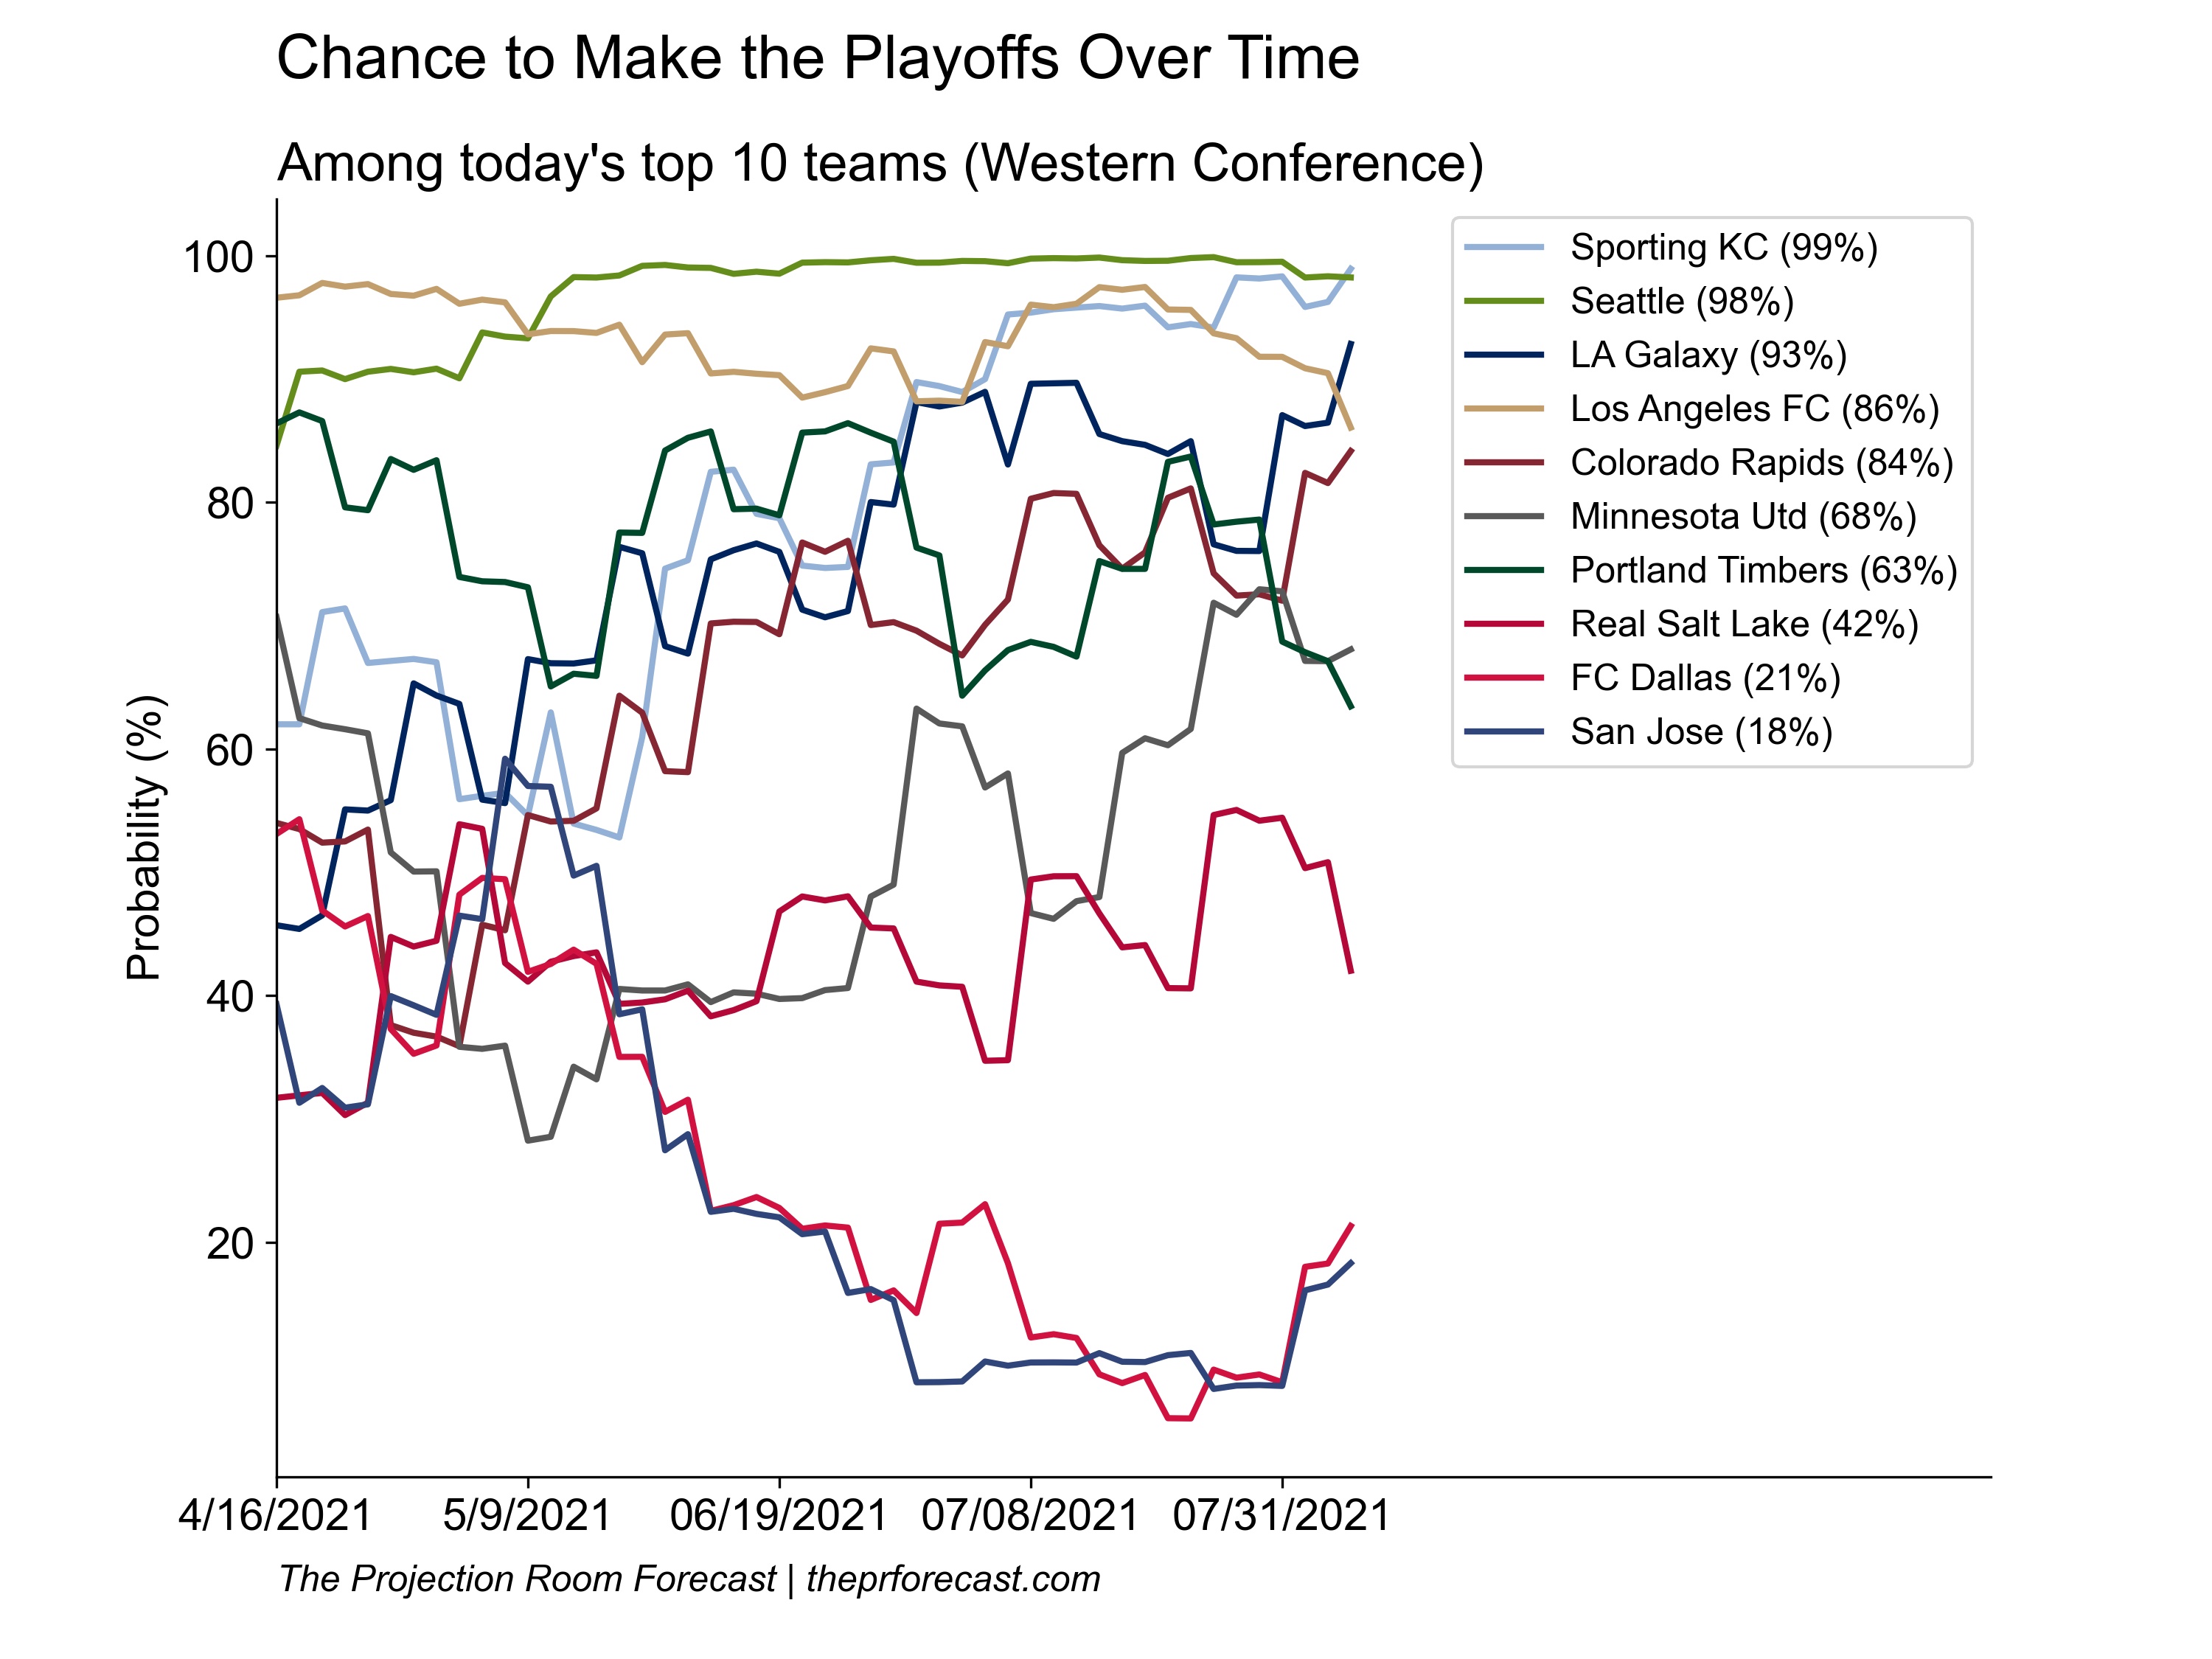 Chance to Make the Playoffs Over Time
Among today's top 10 teams (Western Conference)
100
80
60
40
20
Probability (%)
Sporting KC (99%)
Seattle (98%)
LA Galaxy (93%)
Los Angeles FC (86%)
Colorado Rapids (84%)
Minnesota Utd (68%)
Portland Timbers (63%)
Real Salt Lake (42%)
FC Dallas (21%)
San Jose (18%)
4/16/2021 5/9/2021 06/19/2021 07/08/2021 07/31/2021
The Projection Room Forecast | theprforecast.com